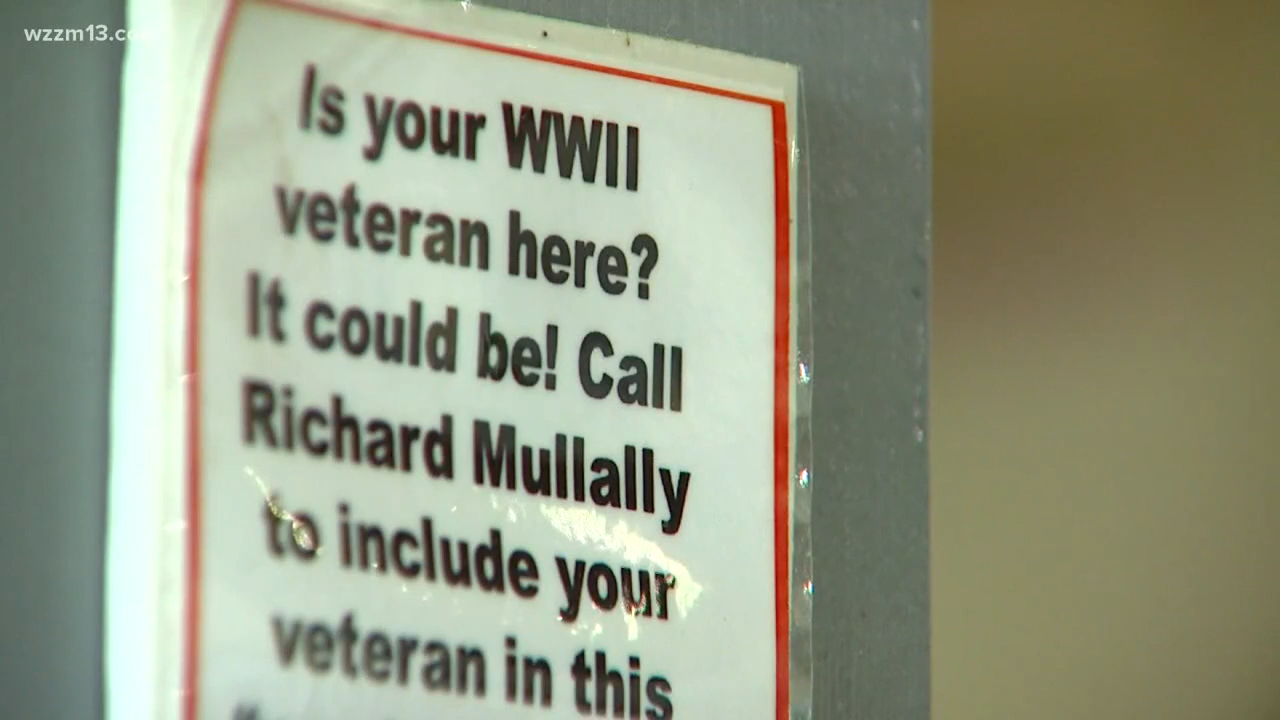 wzzm13.com
Is your WWII
veteran here?
It could be! Call
Richard Mullally
to include your
veteran in this